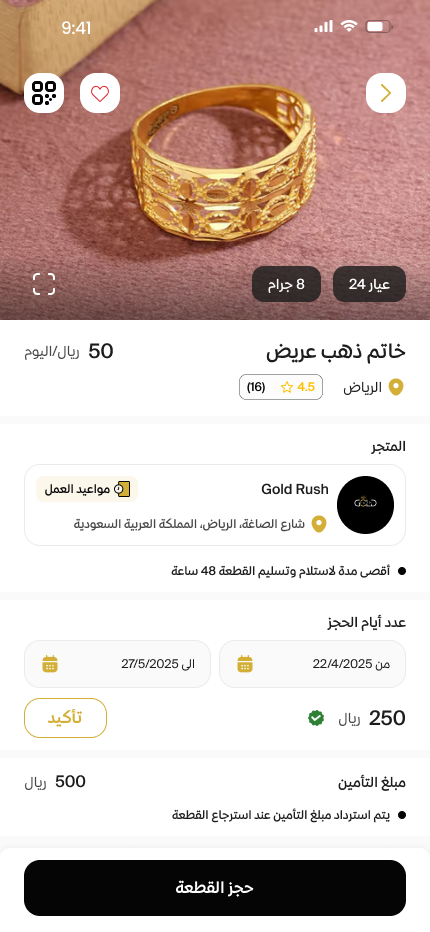 9:41
عيار 24
8 جرام
خاتم ذهب عريض
50 ريال/اليوم
الرياض
4.5 (16)
المتجر
Gold Rush
مواعيد العمل
شارع الصاغة، الرياض، المملكة العربية السعودية
أقصى مدة لاستلام وتسليم القطعة 48 ساعة
عدد أيام الحجز
من 22/4/2025
الى 27/5/2025
250 ريال
تأكيد
مبلغ التأمين
500 ريال
يتم استرداد مبلغ التأمين عند استرجاع القطعة
حجز القطعة